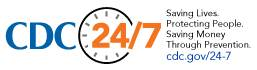 CDC 24/7
Saving Lives.
Protecting People.
Saving Money
Through Prevention.
cdc.gov/24-7